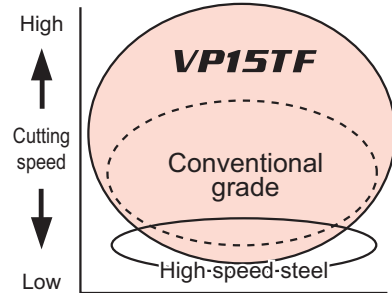 High
Cutting
speed
Low
VP15TF
Conventional
grade
High-speed-steel